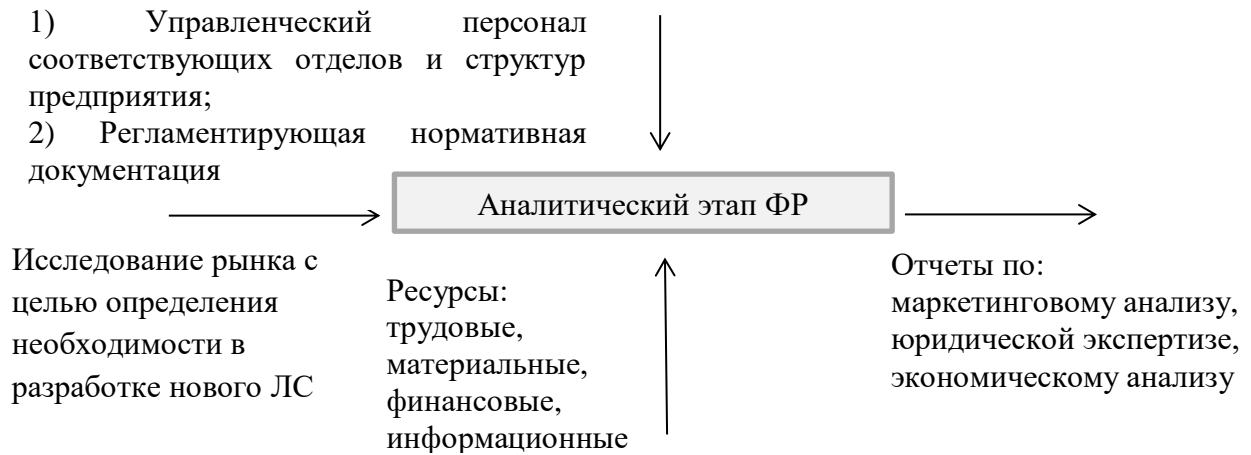 1) Управленческий персонал
соответствующих отделов и структур
предприятия;
2) Регламентирующая нормативная
документация
Аналитический этап ФР
Исследование рынка с
целью определения
необходимости в
разработке нового ЛС
Ресурсы:
трудовые,
материальные,
финансовые,
информационные
Отчеты по:
маркетинговому анализу,
юридической экспертизе,
экономическому анализу